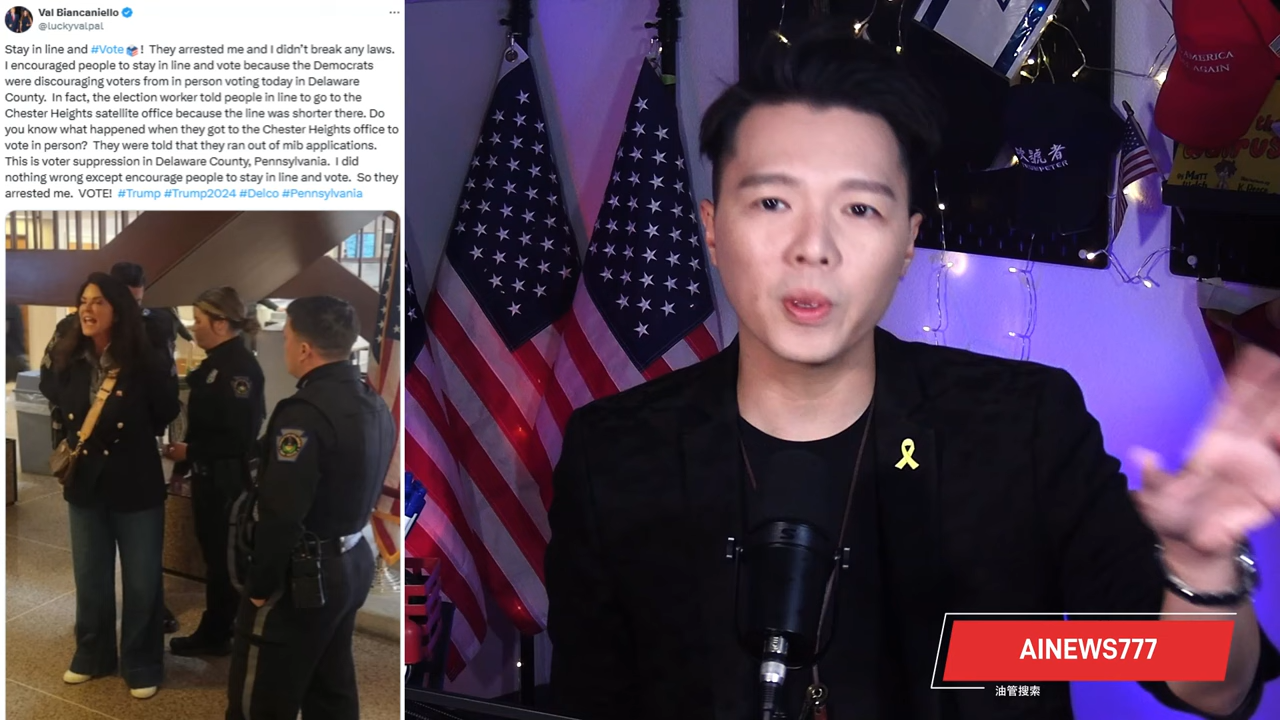 Val Biancaniello
@luckyvalpal
Stay in line and #Vote! They arrested me and I didn't break any laws.
I encouraged people to stay in line and vote because the Democrats
were discouraging voters from in person voting today in Delaware
County. In fact, the election worker told people in line to go to the
Chester Heights satellite office because the line was shorter there. Do
you know what happened when they got to the Chester Heights office to
vote in person? They were told that they ran out of mib applications.
This is voter suppression in Delaware County, Pennsylvania. I did
nothing wrong except encourage people to stay in line and vote. So they
arrested me. VOTE! #Trump #Trump2024 #Delco #Pennsylvania
AMERICA
AGAIN
號者
AINEWS777
油管搜索